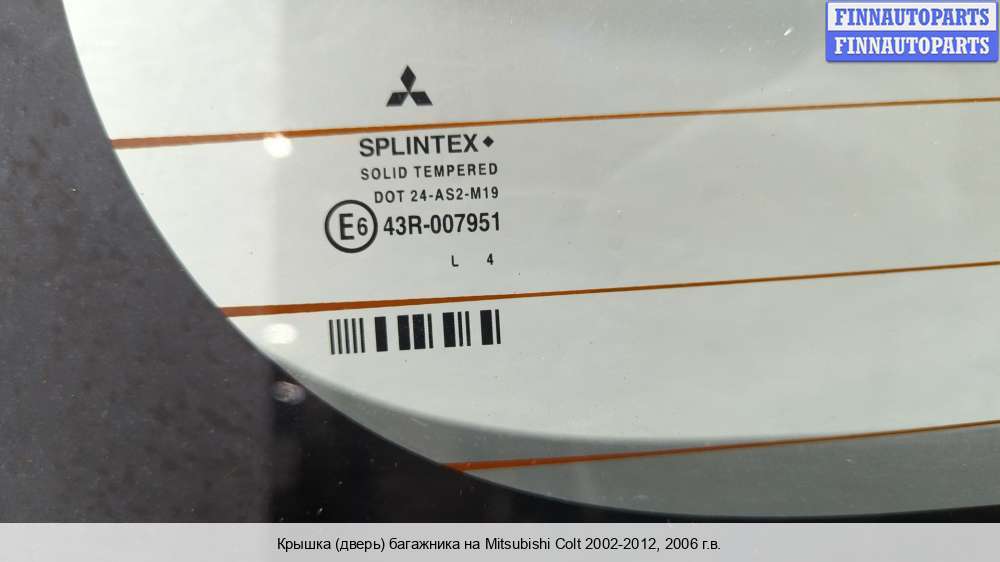 FINNAUTOPARTS
FINNAUTOPARTS
SPLINTEX
SOLID TEMPERED
DOT 24-AS2-M19
E6 43R-007951
L 4
Крышка (дверь) багажника на Mitsubishi Colt 2002-2012, 2006 г.в.